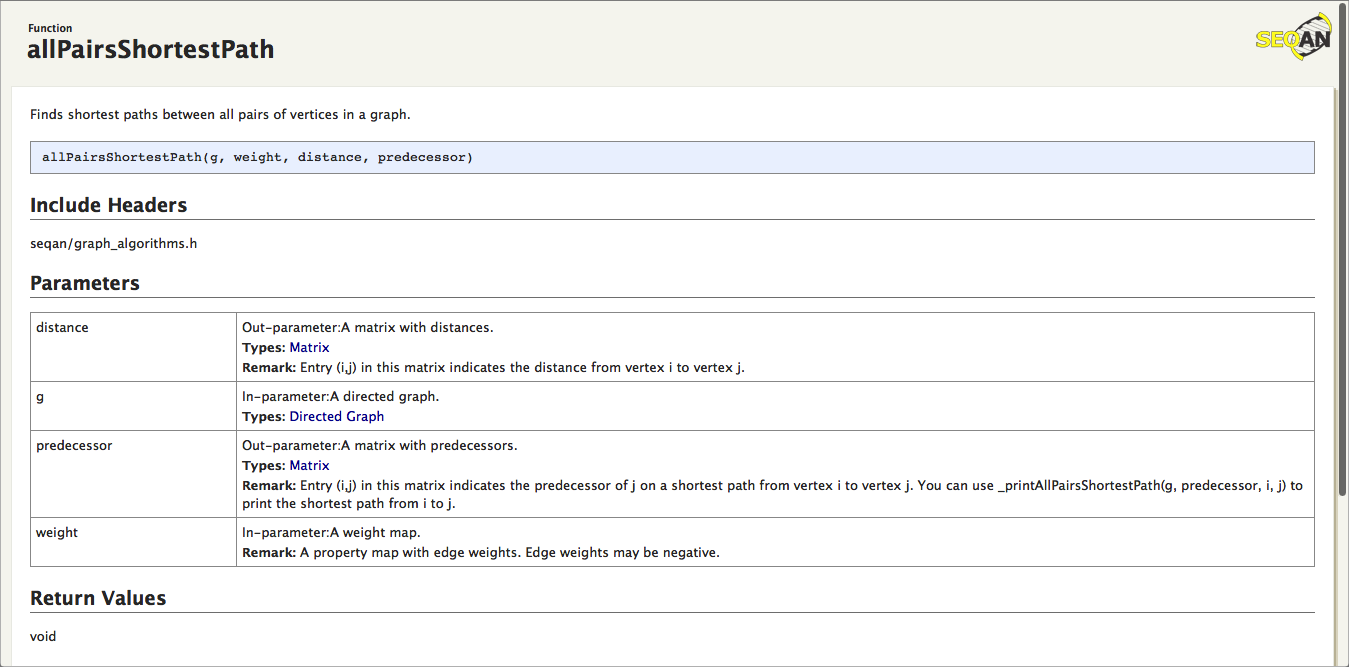 Function
allPairsShortestPath
SEQAN
Finds shortest paths between all pairs of vertices in a graph.
allPairsShortestPath(g, weight, distance, predecessor)
Include Headers
seqan/graph_algorithms.h
Parameters
distance
Out-parameter:A matrix with distances.
Types: Matrix
Remark: Entry (i,j) in this matrix indicates the distance from vertex i to vertex j.
g
In-parameter:A directed graph.
Types: Directed Graph
predecessor
Out-parameter:A matrix with predecessors.
Types: Matrix
Remark: Entry (i,j) in this matrix indicates the predecessor of j on a shortest path from vertex i to vertex j. You can use _printAllPairsShortestPath(g, predecessor, i, j) to
print the shortest path from i to j.
weight
In-parameter:A weight map.
Remark: A property map with edge weights. Edge weights may be negative.
Return Values
void